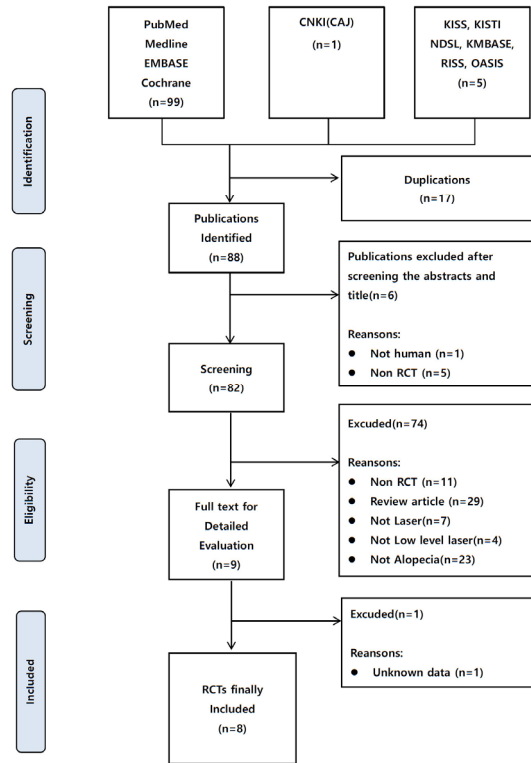 PubMed
Medline
EMBASE
Cochrane
(n=99)
CNKI(CAJ)
(n=1)
KISS, KISTI
NDSL, KMBASE,
RISS, OASIS
(n=5)
Identification
Duplications
(n=17)
Publications
Identified
(n=88)
Publications excluded after
screening the abstracts and
title(n=6)
Reansons:
● Not human (n=1)
● Non RCT (n=5)
Screening
Screening
(n=82)
Excuded(n=74)
Reansons:
● Non RCT (n=11)
● Review article (n=29)
● Not Laser(n=7)
● Not Low level laser(n=4)
● Not Alopecia(n=23)
Eligibility
Full text for
Detailed
Evaluation
(n=9)
Excuded(n=1)
Reansons:
● Unknown data (n=1)
Included
RCTs finally
Included
(n=8)